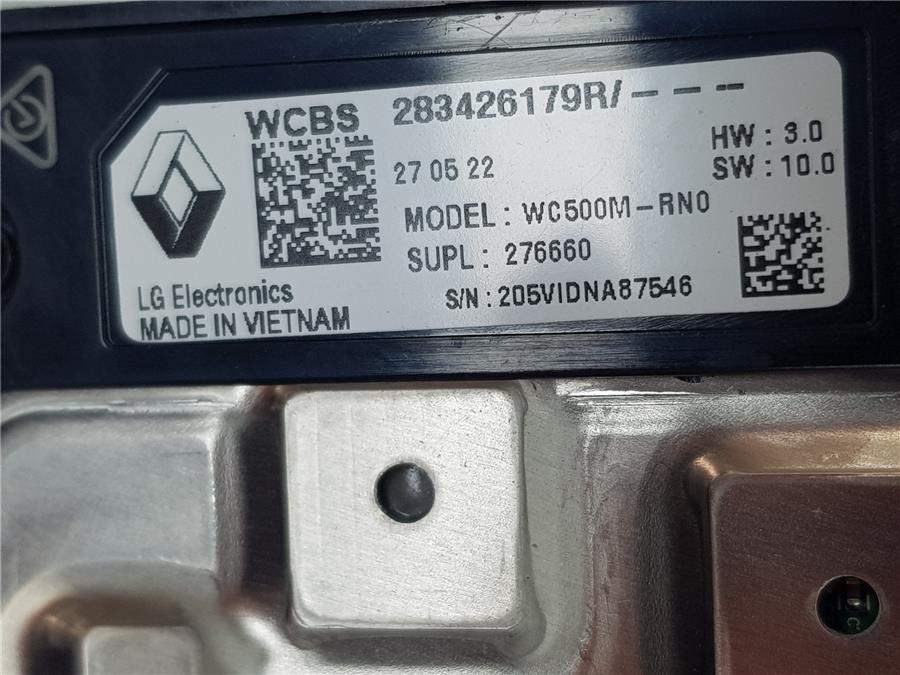 WCBS 283426179R/---
HW : 3.0
27 05 22
SW : 10.0
MODEL : WC500M-RN0
SUPL : 276660
LG Electronics
S/N : 205VIDNA87546
MADE IN VIETNAM